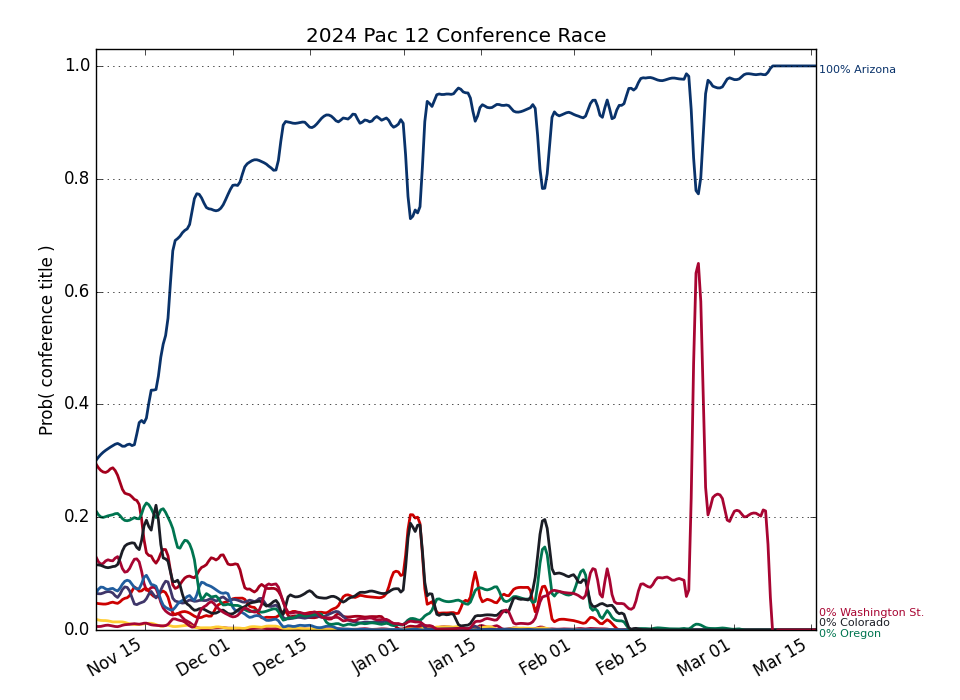 2024 Pac 12 Conference Race
Prob( conference title )
1.0
0.8
0.6
0.4
0.2
0.0
100% Arizona
0% Washington St.
0% Colorado
0% Oregon
Nov 15
Dec 01
Dec 15
Jan 01
Jan 15
Feb 01
Feb 15
Mar 01
Mar 15